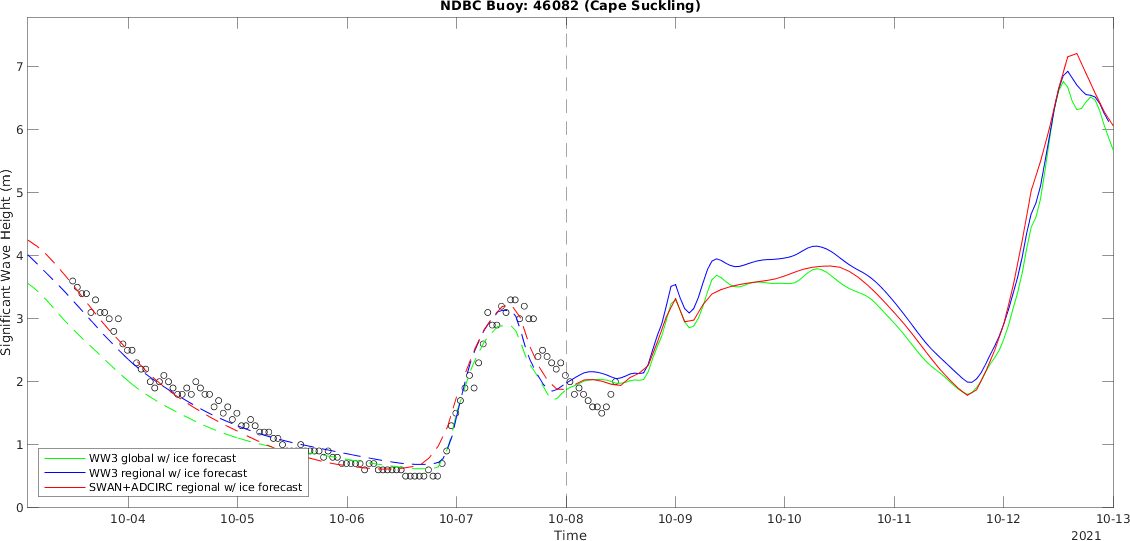 NDBC Buoy: 46082 (Cape Suckling)
Significant Wave Height (m)
7
6
5
4
3
2
1
0
WW3 global w/ ice forecast
WW3 regional w/ ice forecast
SWAN+ADCIRC regional w/ ice forecast
10-04 10-05 10-06 10-07 10-08 10-09 10-10 10-11 10-12 10-13
Time
2021